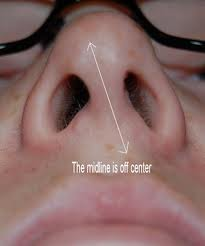 The midline is off center